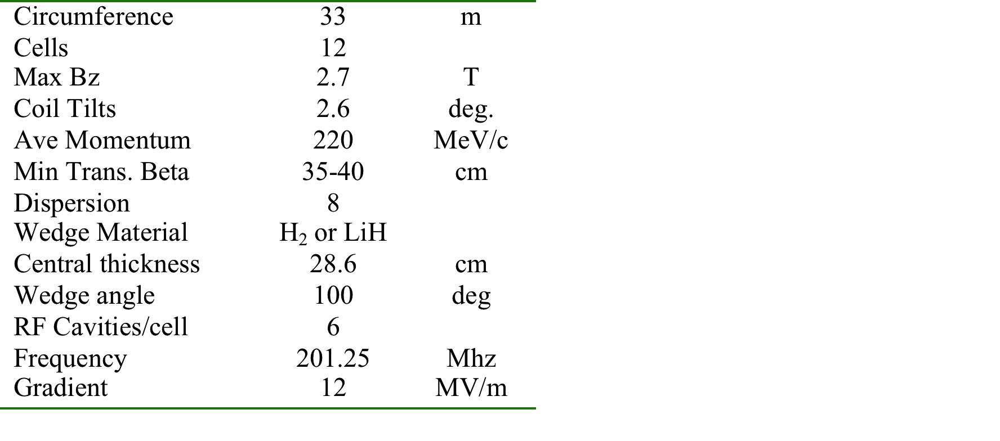 Circumference 33 m
Cells 12
Max Bz 2.7 T
Coil Tilts 2.6 deg.
Ave Momentum 220 MeV/c
Min Trans. Beta 35-40 cm
Dispersion 8
Wedge Material H₂ or LiH
Central thickness 28.6 cm
Wedge angle 100 deg
RF Cavities/cell 6
Frequency 201.25 Mhz
Gradient 12 MV/m